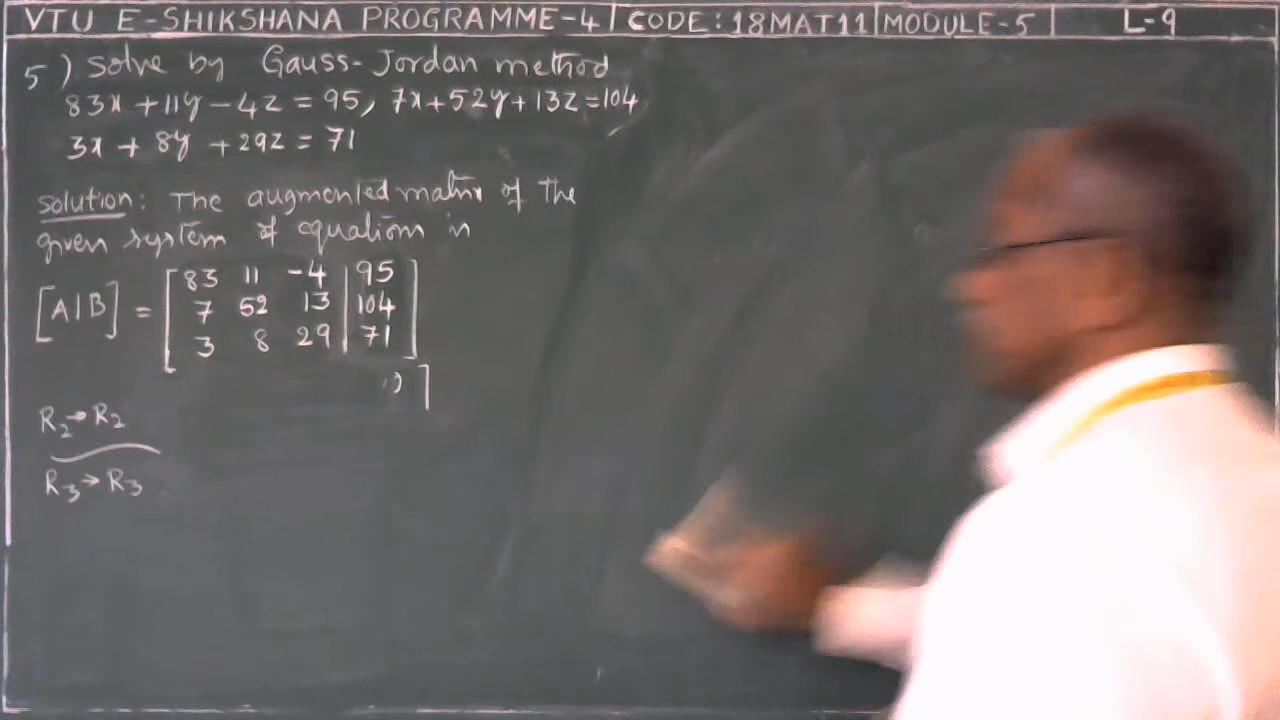 VTU E-SHIKSHANA PROGRAMME-4 | CODE:18MAT11 | MODULE-5 | L-9
5) Solve by Gauss-Jordan method
83x + 11y - 4z = 95, 7x + 52y + 13z = 104
3x + 8y + 29z = 71
Solution: The augmented matrix of the
given system of equations is
[A|B] = [83 11 -4 | 95]
7 52 13 | 104
3 8 29 | 71
R2→R2
R3→R3